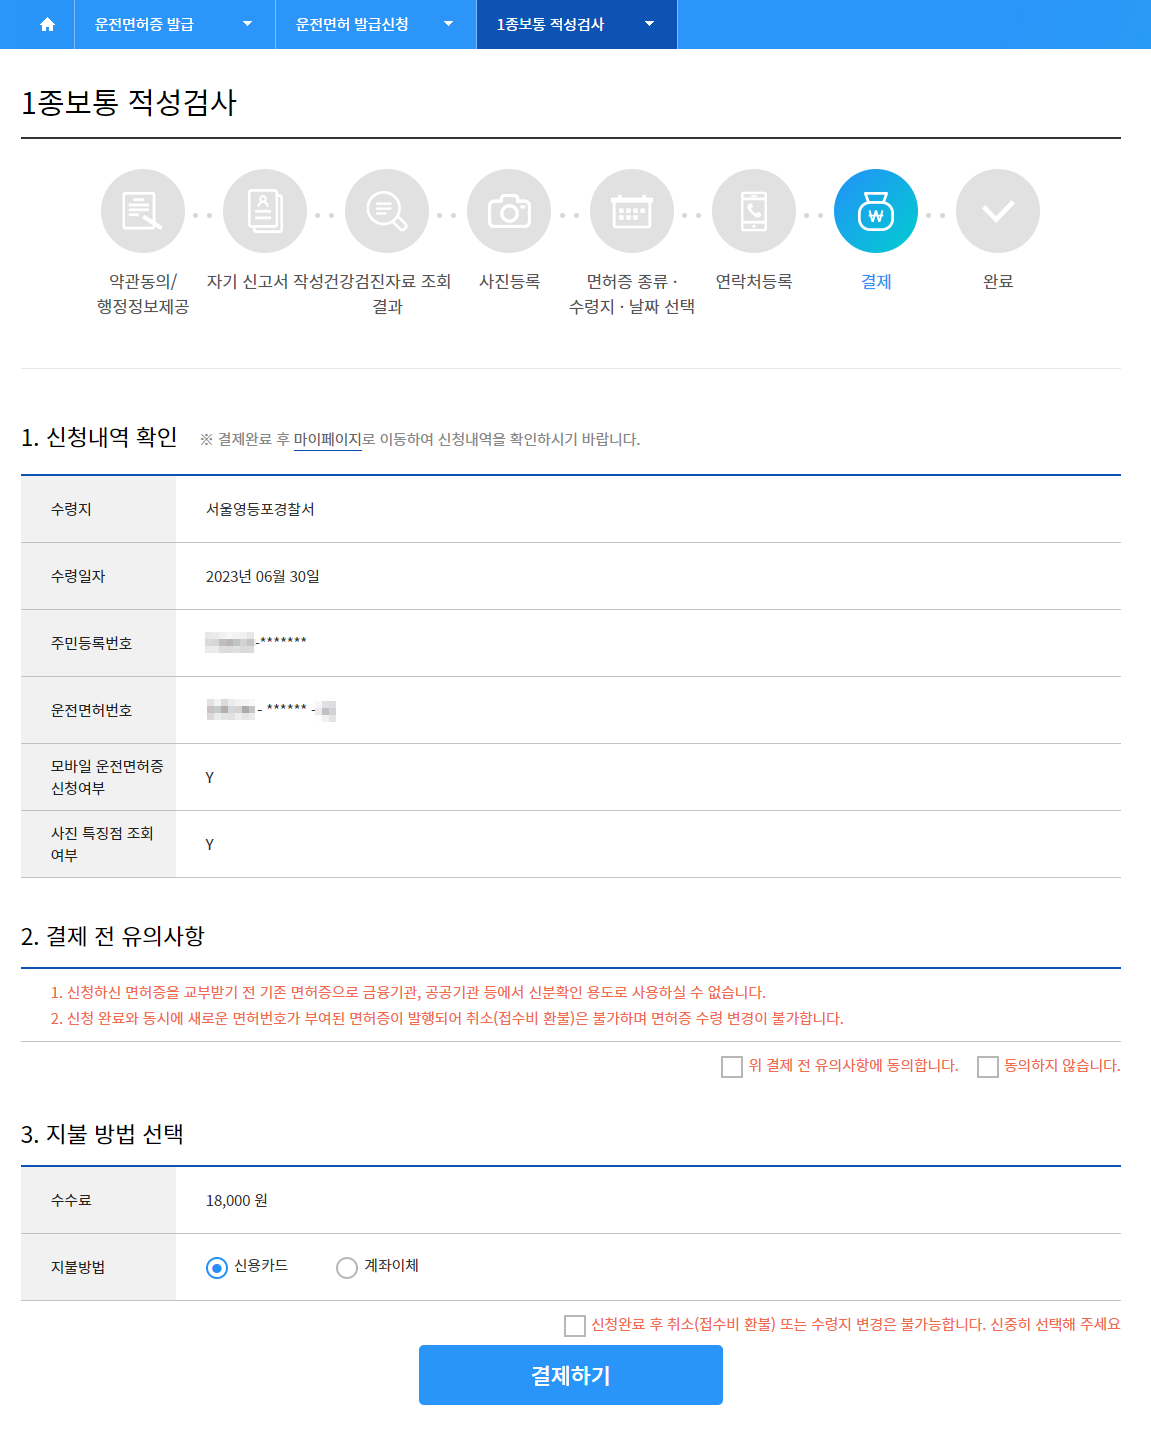 운전면허증 발급
운전면허 발급신청
1종보통 적성검사
1종보통 적성검사
약관동의/
행정정보제공
자기 신고서 작성
건강검진자료 조회
결과
사진등록
면허증 종류 ·
수령지 · 날짜 선택
연락처등록
₩
결제
완료
1. 신청내역 확인 ※ 결제완료 후 마이페이지로 이동하여 신청내역을 확인하시기 바랍니다.
수령지 서울영등포경찰서
수령일자 2023년 06월 30일
주민등록번호 -*******
운전면허번호 - ****** -
모바일 운전면허증
신청여부
Y
사진 특징점 조회
여부
Y
2. 결제 전 유의사항
1. 신청하신 면허증을 교부받기 전 기존 면허증으로 금융기관, 공공기관 등에서 신분확인 용도로 사용하실 수 없습니다.
2. 신청 완료와 동시에 새로운 면허번호가 부여된 면허증이 발행되어 취소(접수비 환불)은 불가하며 면허증 수령 변경이 불가합니다.
위 결제 전 유의사항에 동의합니다. 동의하지 않습니다.
3. 지불 방법 선택
수수료 18,000 원
지불방법 신용카드 계좌이체
신청완료 후 취소(접수비 환불) 또는 수령지 변경은 불가능합니다. 신중히 선택해 주세요
결제하기